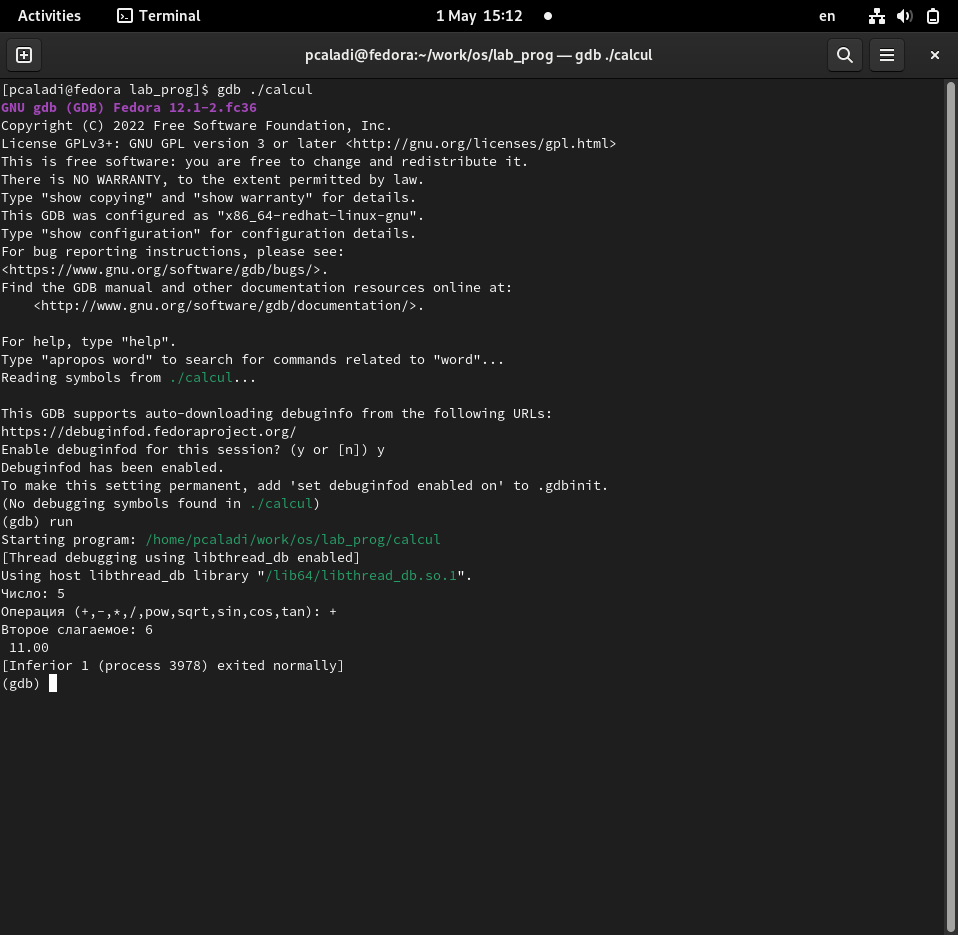 Activities Terminal 1 May 15:12 en
pcaladi@fedora:~/work/os/lab_prog — gdb ./calcul
[pcaladi@fedora lab_prog]$ gdb ./calcul
GNU gdb (GDB) Fedora 12.1-2.fc36
Copyright (C) 2022 Free Software Foundation, Inc.
License GPLv3+: GNU GPL version 3 or later <http://gnu.org/licenses/gpl.html>
This is free software: you are free to change and redistribute it.
There is NO WARRANTY, to the extent permitted by law.
Type "show copying" and "show warranty" for details.
This GDB was configured as "x86_64-redhat-linux-gnu".
Type "show configuration" for configuration details.
For bug reporting instructions, please see:
<https://www.gnu.org/software/gdb/bugs/>.
Find the GDB manual and other documentation resources online at:
    <http://www.gnu.org/software/gdb/documentation/>.

For help, type "help".
Type "apropos word" to search for commands related to "word"...
Reading symbols from ./calcul...

This GDB supports auto-downloading debuginfo from the following URLs:
https://debuginfod.fedoraproject.org/
Enable debuginfod for this session? (y or [n]) y
Debuginfod has been enabled.
To make this setting permanent, add 'set debuginfod enabled on' to .gdbinit.
(No debugging symbols found in ./calcul)
(gdb) run
Starting program: /home/pcaladi/work/os/lab_prog/calcul
[Thread debugging using libthread_db enabled]
Using host libthread_db library "/lib64/libthread_db.so.1".
Число: 5
Операция (+,-,*,/,pow,sqrt,sin,cos,tan): +
Второе слагаемое: 6
 11.00
[Inferior 1 (process 3978) exited normally]
(gdb)